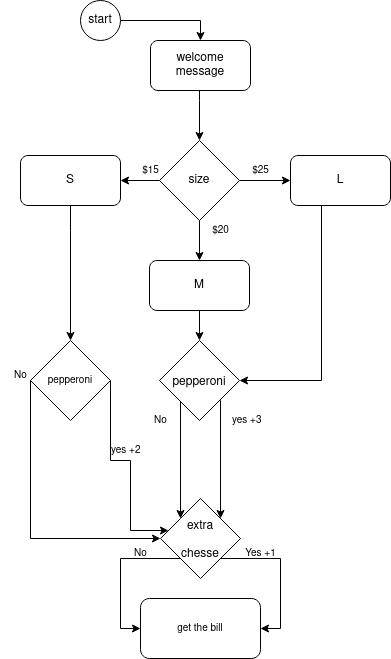 start
welcome
message
$15
$25
S
size
L
$20
M
No
pepperoni
pepperoni
No
yes +3
yes +2
extra
chesse
No
Yes +1
get the bill